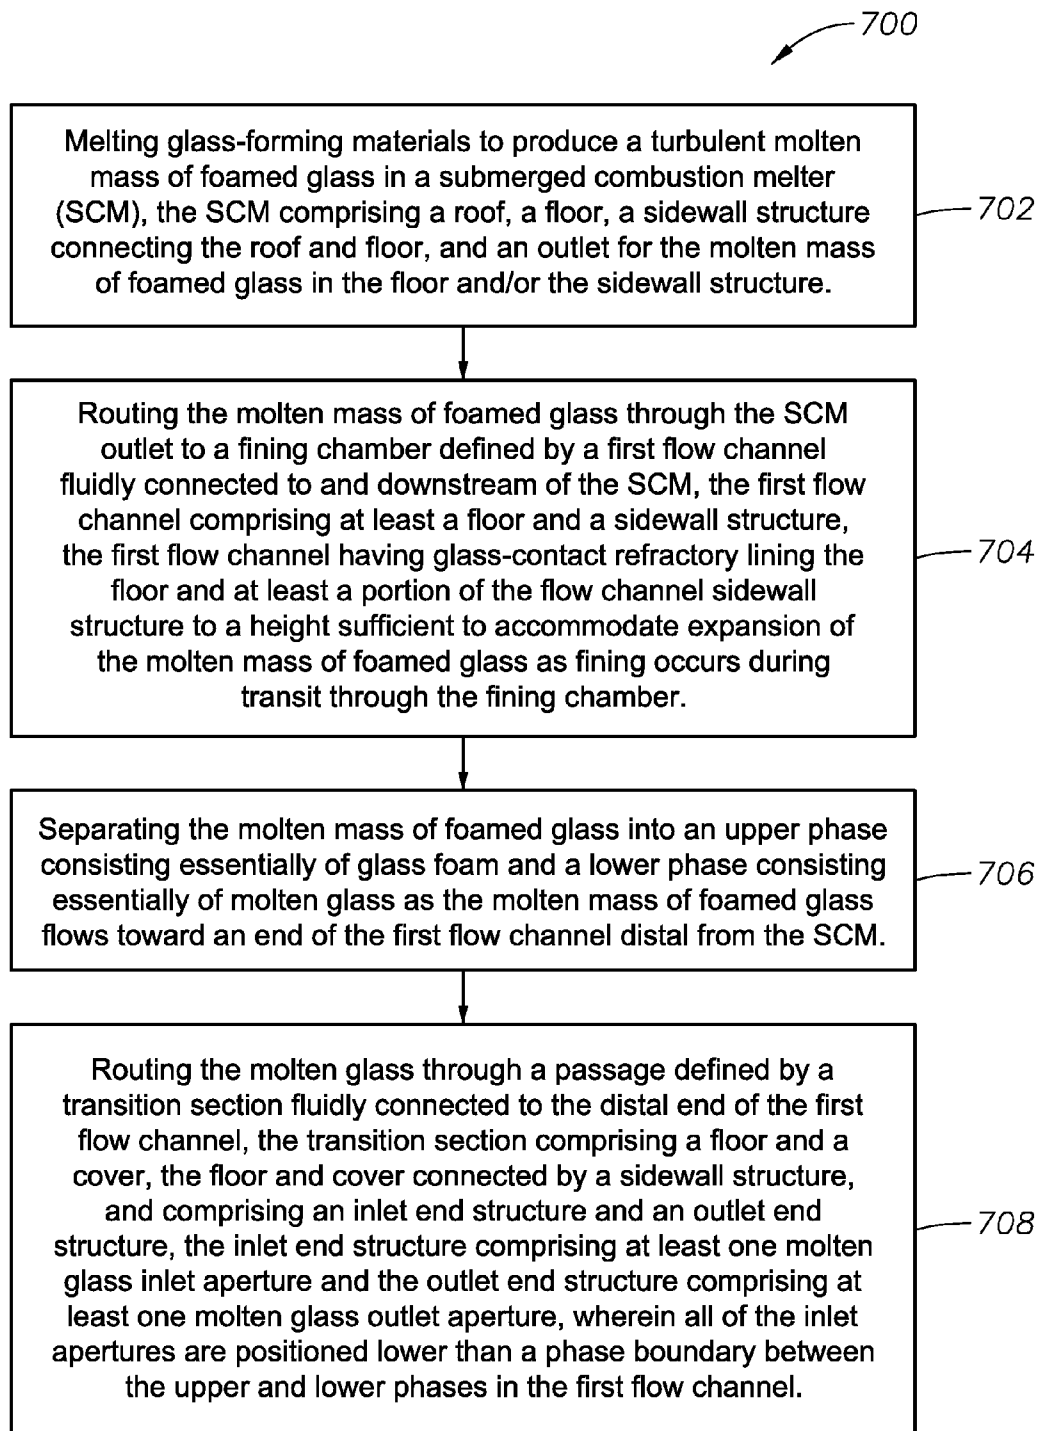 700
Melting glass-forming materials to produce a turbulent molten
mass of foamed glass in a submerged combustion melter
(SCM), the SCM comprising a roof, a floor, a sidewall structure
connecting the roof and floor, and an outlet for the molten mass
of foamed glass in the floor and/or the sidewall structure.
702
Routing the molten mass of foamed glass through the SCM
outlet to a fining chamber defined by a first flow channel
fluidly connected to and downstream of the SCM, the first flow
channel comprising at least a floor and a sidewall structure,
the first flow channel having glass-contact refractory lining the
floor and at least a portion of the flow channel sidewall
structure to a height sufficient to accommodate expansion of
the molten mass of foamed glass as fining occurs during
transit through the fining chamber.
704
Separating the molten mass of foamed glass into an upper phase
consisting essentially of glass foam and a lower phase consisting
essentially of molten glass as the molten mass of foamed glass
flows toward an end of the first flow channel distal from the SCM.
706
Routing the molten glass through a passage defined by a
transition section fluidly connected to the distal end of the first
flow channel, the transition section comprising a floor and a
cover, the floor and cover connected by a sidewall structure,
and comprising an inlet end structure and an outlet end
structure, the inlet end structure comprising at least one molten
glass inlet aperture and the outlet end structure comprising at
least one molten glass outlet aperture, wherein all of the inlet
apertures are positioned lower than a phase boundary between
the upper and lower phases in the first flow channel.
708